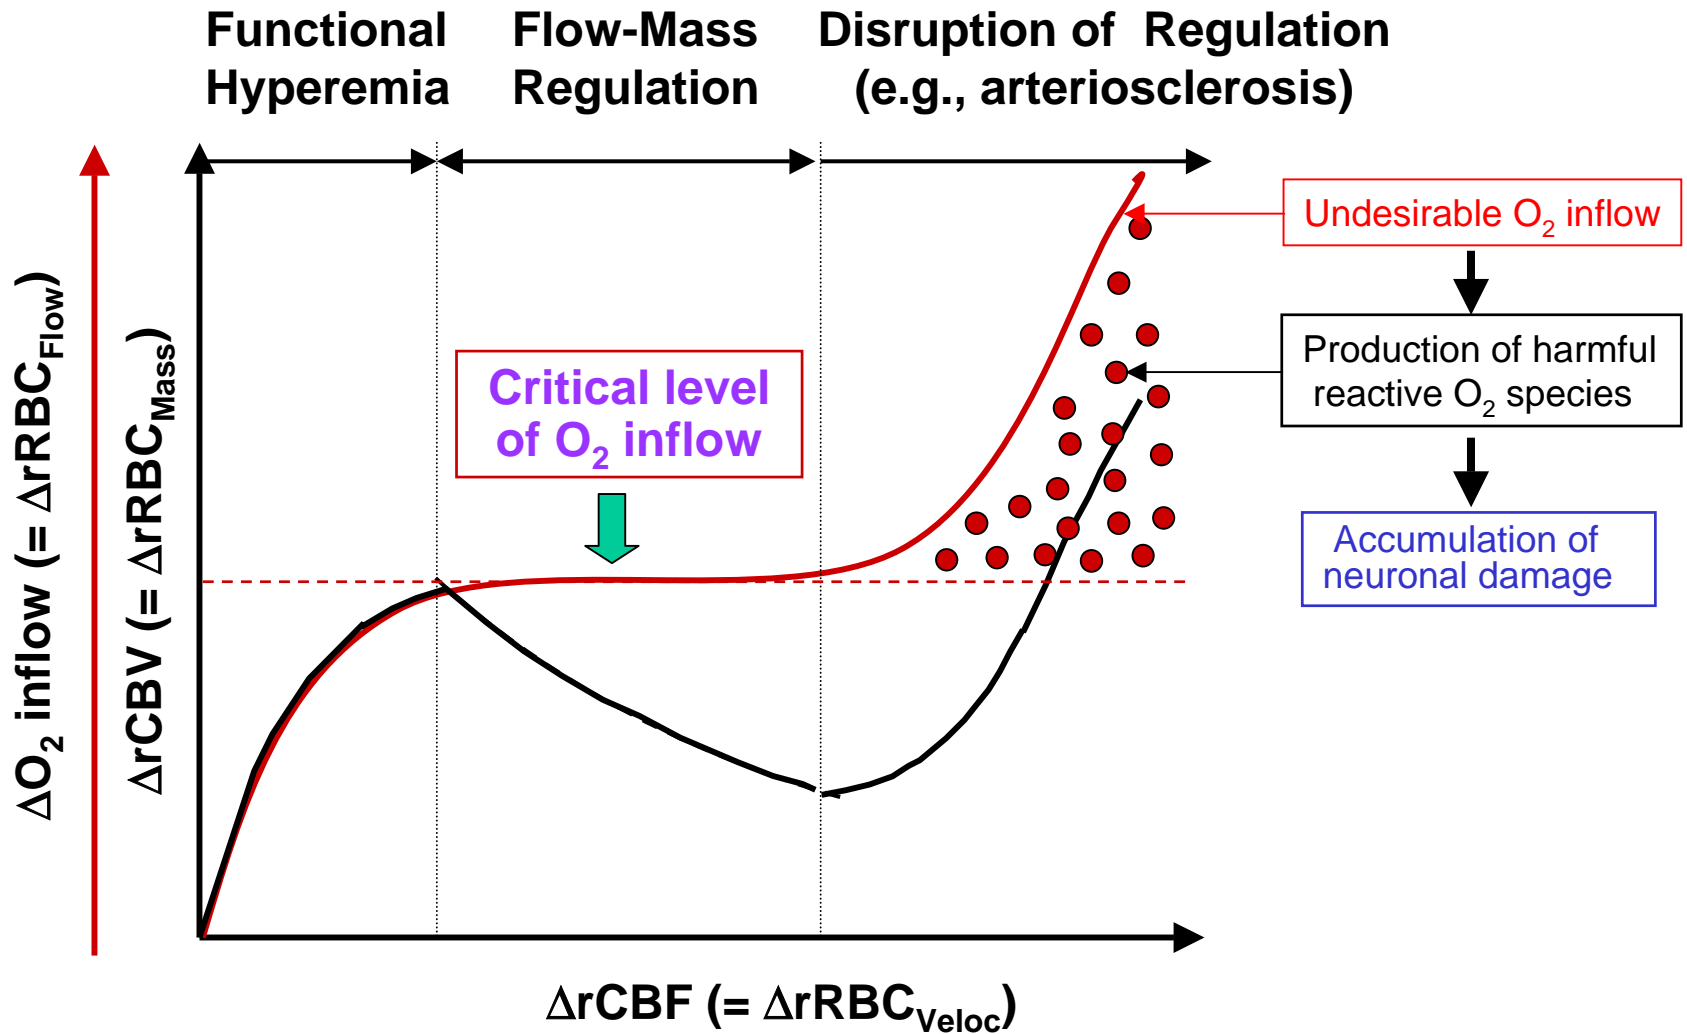 Functional
Hyperemia
Flow-Mass
Regulation
Disruption of Regulation
(e.g., arteriosclerosis)
ΔO2 inflow (= ΔrRBCFlow)
ΔrCBV (= ΔrRBCMass)
Critical level
of O2 inflow
Undesirable O2 inflow
Production of harmful
reactive O2 species
Accumulation of
neuronal damage
ΔrCBF (= ΔrRBCVeloc)